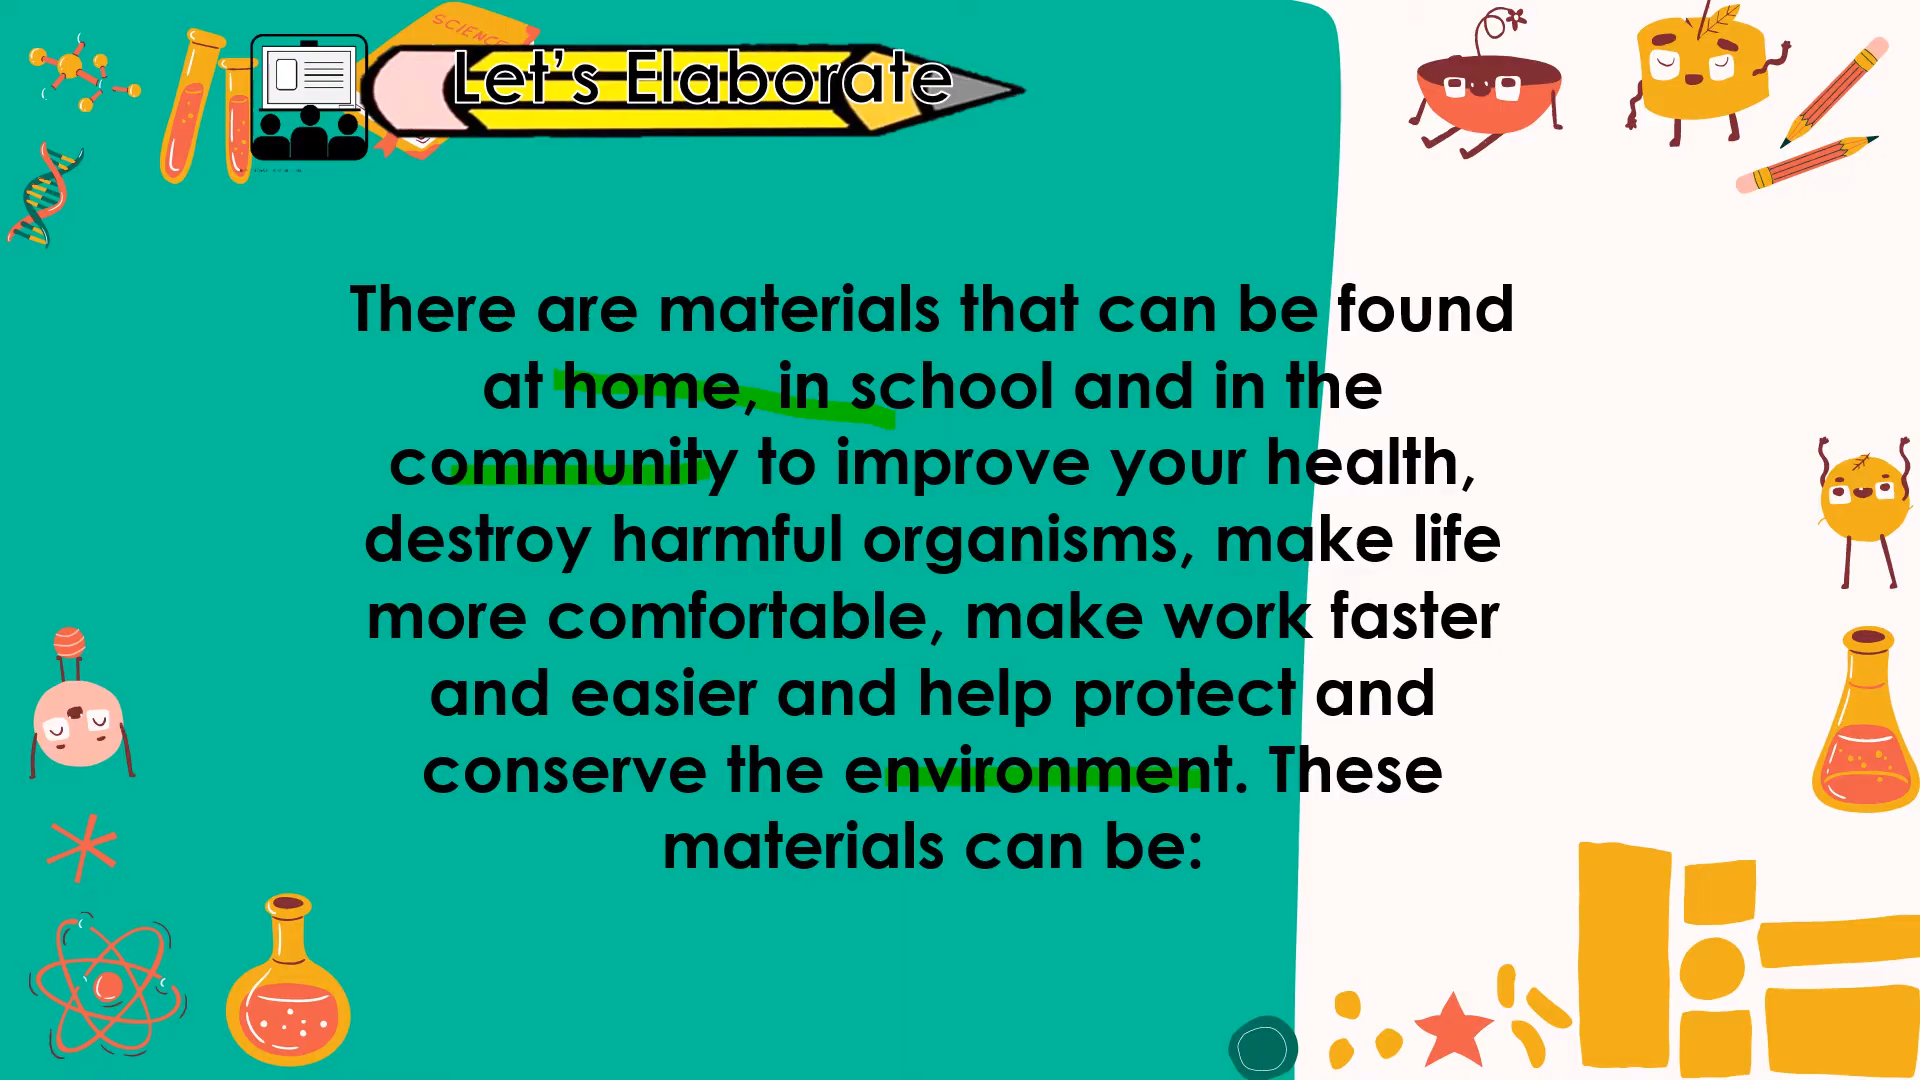 SCIENCE
Let's Elaborate
There are materials that can be found
at home, in school and in the
community to improve your health,
destroy harmful organisms, make life
more comfortable, make work faster
and easier and help protect and
conserve the environment. These
materials can be: